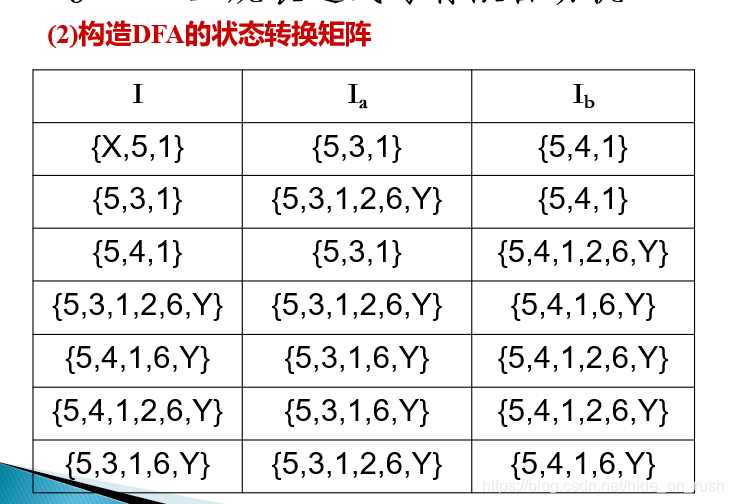 (2)构造DFA的状态转换矩阵
I Ia Ib
{X,5,1} {5,3,1} {5,4,1}
{5,3,1} {5,3,1,2,6,Y} {5,4,1}
{5,4,1} {5,3,1} {5,4,1,2,6,Y}
{5,3,1,2,6,Y} {5,3,1,2,6,Y} {5,4,1,6,Y}
{5,4,1,6,Y} {5,3,1,6,Y} {5,4,1,2,6,Y}
{5,4,1,2,6,Y} {5,3,1,6,Y} {5,4,1,2,6,Y}
{5,3,1,6,Y} {5,3,1,2,6,Y} {5,4,1,6,Y}
https://blog.csdn.net/hide_on_rush